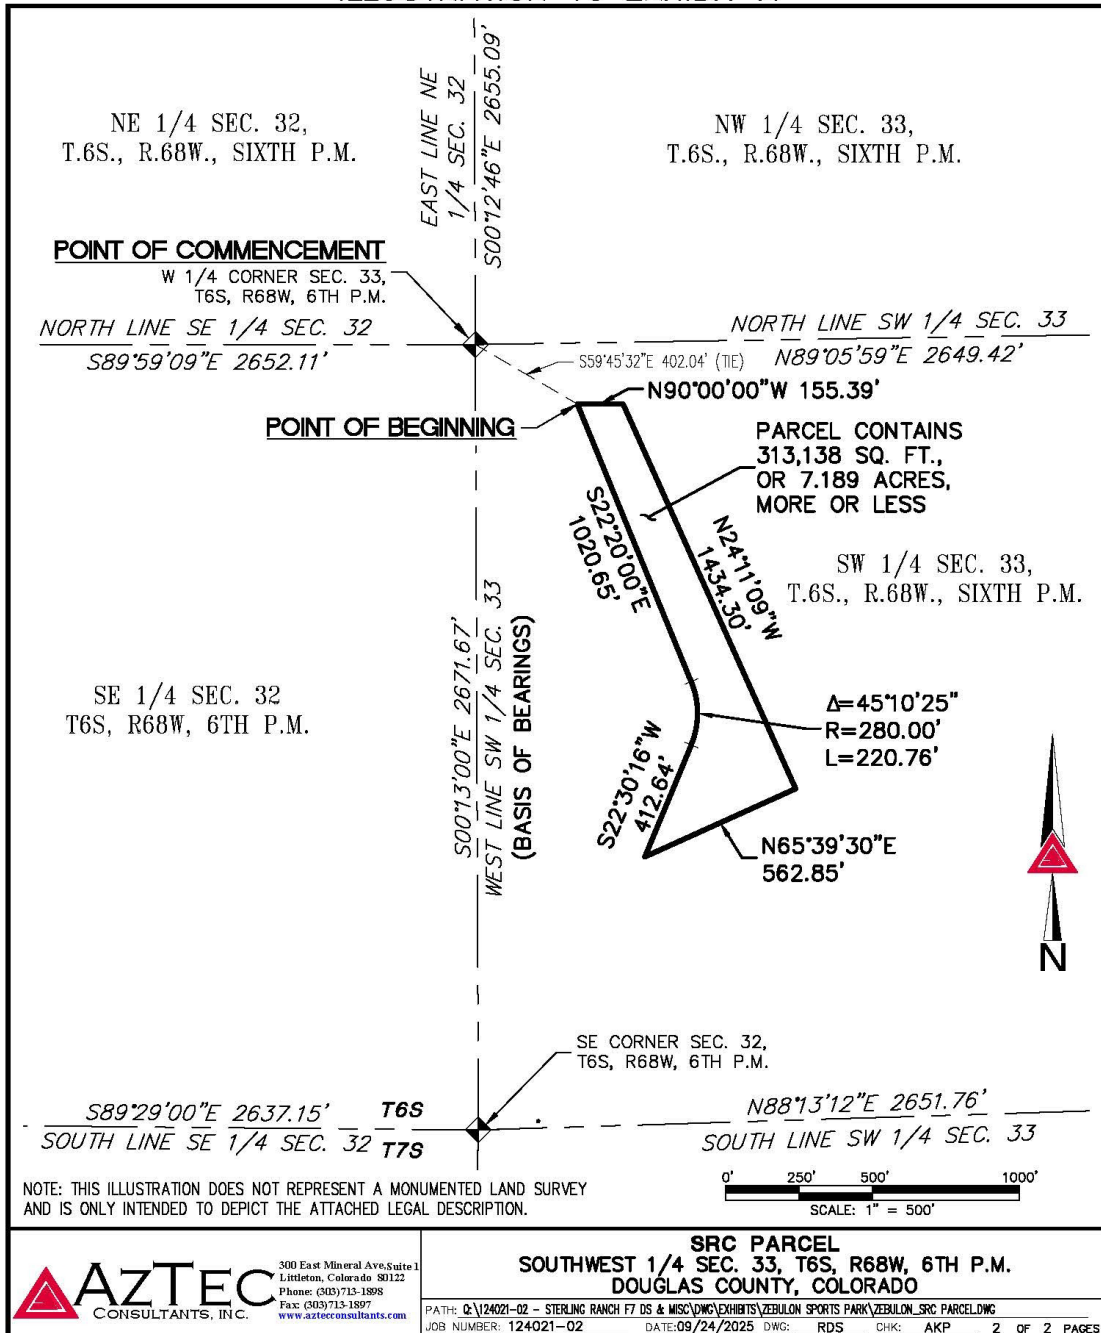 NE 1/4 SEC. 32,
T.6S., R.68W., SIXTH P.M.
EAST LINE NE
1/4 SEC. 32
S00°12'46"E 2655.09'
NW 1/4 SEC. 33,
T.6S., R.68W., SIXTH P.M.
POINT OF COMMENCEMENT
W 1/4 CORNER SEC. 33,
T6S, R68W, 6TH P.M.
NORTH LINE SE 1/4 SEC. 32
S89°59'09"E 2652.11'
NORTH LINE SW 1/4 SEC. 33
N89°05'59"E 2649.42'
S59°45'32"E 402.04' (TIE)
N90°00'00"W 155.39'
POINT OF BEGINNING
PARCEL CONTAINS
313,138 SQ. FT.,
OR 7.189 ACRES,
MORE OR LESS
S22°20'00"E
1020.65'
N24°11'09"W
1434.30'
SW 1/4 SEC. 33,
T.6S., R.68W., SIXTH P.M.
S00°13'00"E 2671.67'
WEST LINE SW 1/4 SEC. 33
(BASIS OF BEARINGS)
SE 1/4 SEC. 32
T6S, R68W, 6TH P.M.
Δ=45°10'25"
R=280.00'
L=220.76'
S22°30'16"W
412.64'
N65°39'30"E
562.85'
N
SE CORNER SEC. 32,
T6S, R68W, 6TH P.M.
S89°29'00"E 2637.15'
T6S
SOUTH LINE SE 1/4 SEC. 32
T7S
N88°13'12"E 2651.76'
SOUTH LINE SW 1/4 SEC. 33
NOTE: THIS ILLUSTRATION DOES NOT REPRESENT A MONUMENTED LAND SURVEY
AND IS ONLY INTENDED TO DEPICT THE ATTACHED LEGAL DESCRIPTION.
0' 250' 500' 1000'
SCALE: 1" = 500'
AZTEC
CONSULTANTS, INC.
300 East Mineral Ave, Suite 1
Littleton, Colorado 80122
Phone: (303)713-1898
Fax: (303)713-1897
www.aztecconsultants.com
SRC PARCEL
SOUTHWEST 1/4 SEC. 33, T6S, R68W, 6TH P.M.
DOUGLAS COUNTY, COLORADO
PATH: Q:\124021-02 - STERLING RANCH F7 DS & MISC\DWG\EXHIBITS\ZEBULON SPORTS PARK\ZEBULON_SRC PARCEL.DWG
JOB NUMBER: 124021-02 DATE:09/24/2025 DWG: RDS CHK: AKP 2 OF 2 PAGES